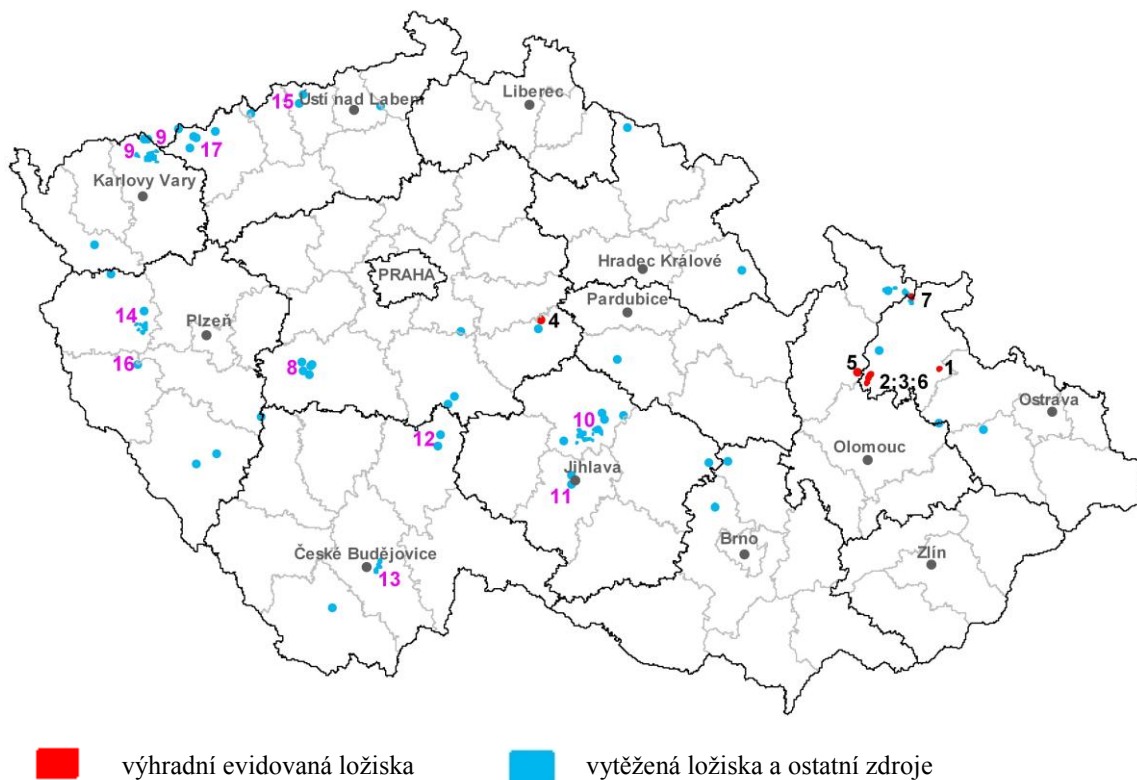 15
Ústí nad Labem
Liberec
9
9
17
Karlovy Vary
Hradec Králové
PRAHA
Pardubice
7
14
Plzeň
4
16
8
5
1
2;3;6
Ostrava
10
12
Olomouc
Jihlava
11
Brno
České Budějovice
Zlín
13
výhradní evidovaná ložiska
vytěžená ložiska a ostatní zdroje